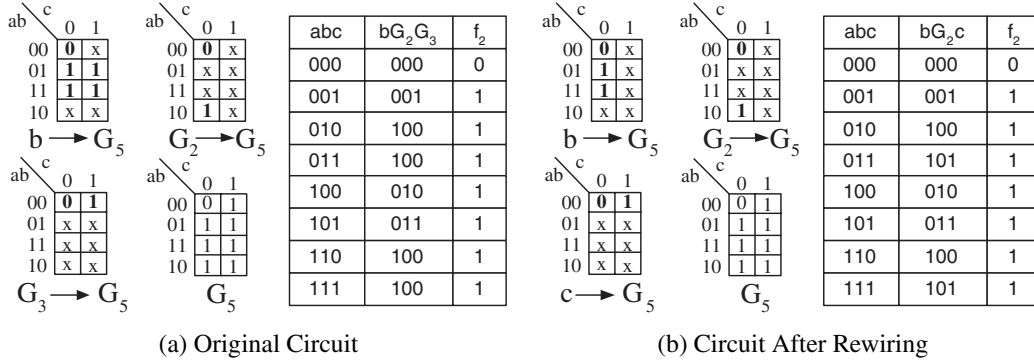 c
ab
0 1
00 0 x
01 1 1
11 1 1
10 x x
b → G5
c
ab
0 1
00 0 x
01 x x
11 x x
10 1 x
G2 → G5
c
ab
0 1
00 0 1
01 x x
11 x x
10 x x
G3 → G5
c
ab
0 1
00 0 1
01 1 1
11 1 1
10 1 1
G5
abc bG2G3 f2
000 000 0
001 001 1
010 100 1
011 100 1
100 010 1
101 011 1
110 100 1
111 100 1
(a) Original Circuit
c
ab
0 1
00 0 x
01 1 x
11 1 x
10 x x
b → G5
c
ab
0 1
00 0 x
01 x x
11 x x
10 1 x
G2 → G5
c
ab
0 1
00 0 1
01 x x
11 x x
10 x x
c → G5
c
ab
0 1
00 0 1
01 1 1
11 1 1
10 1 1
G5
abc bG2c f2
000 000 0
001 001 1
010 100 1
011 101 1
100 010 1
101 011 1
110 100 1
111 101 1
(b) Circuit After Rewiring